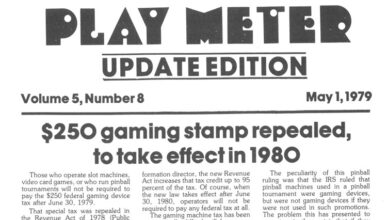 PLAY METER
UPDATE EDITION
Volume 5, Number 8
May 1, 1979
$250 gaming stamp repealed,
to take effect in 1980
Those who operate slot machines,
video card games, or who run pinball
tournaments will not be required to
pay the $250 federal gaming device
tax after June 30, 1979.
That special tax was repealed in
the Revenue Act of 1978 (Public
formation director, the new Revenue
Act increases that tax credit up to 95
percent of the tax. Of course, when
the new law takes effect after June
30, 1980, operators will not be
required to pay any federal tax at all.
The gaming machine tax has been
The peculiarity of this pinball
ruling was that the IRS ruled that
pinball machines used in a pinball
tournament were gaming devices,
but were not gaming devices if they
were not used in such promotions.
The problem this has presented to